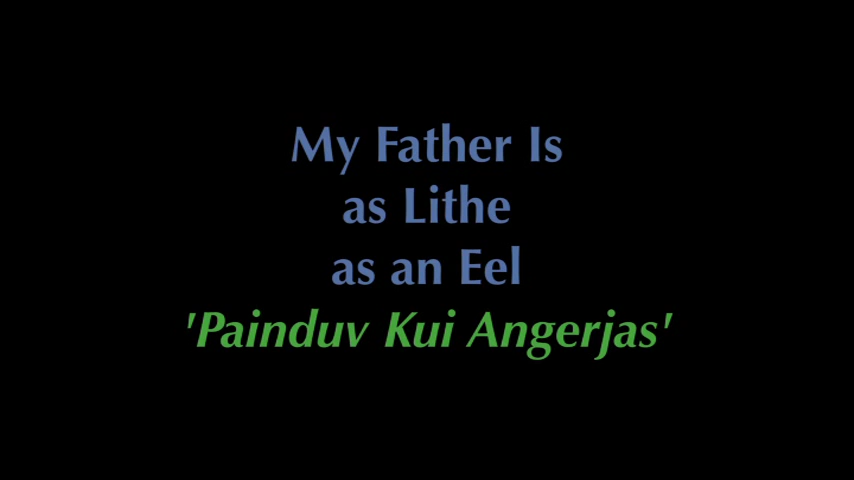 My Father Is
as Lithe
as an Eel
'Painduv Kui Angerjas'